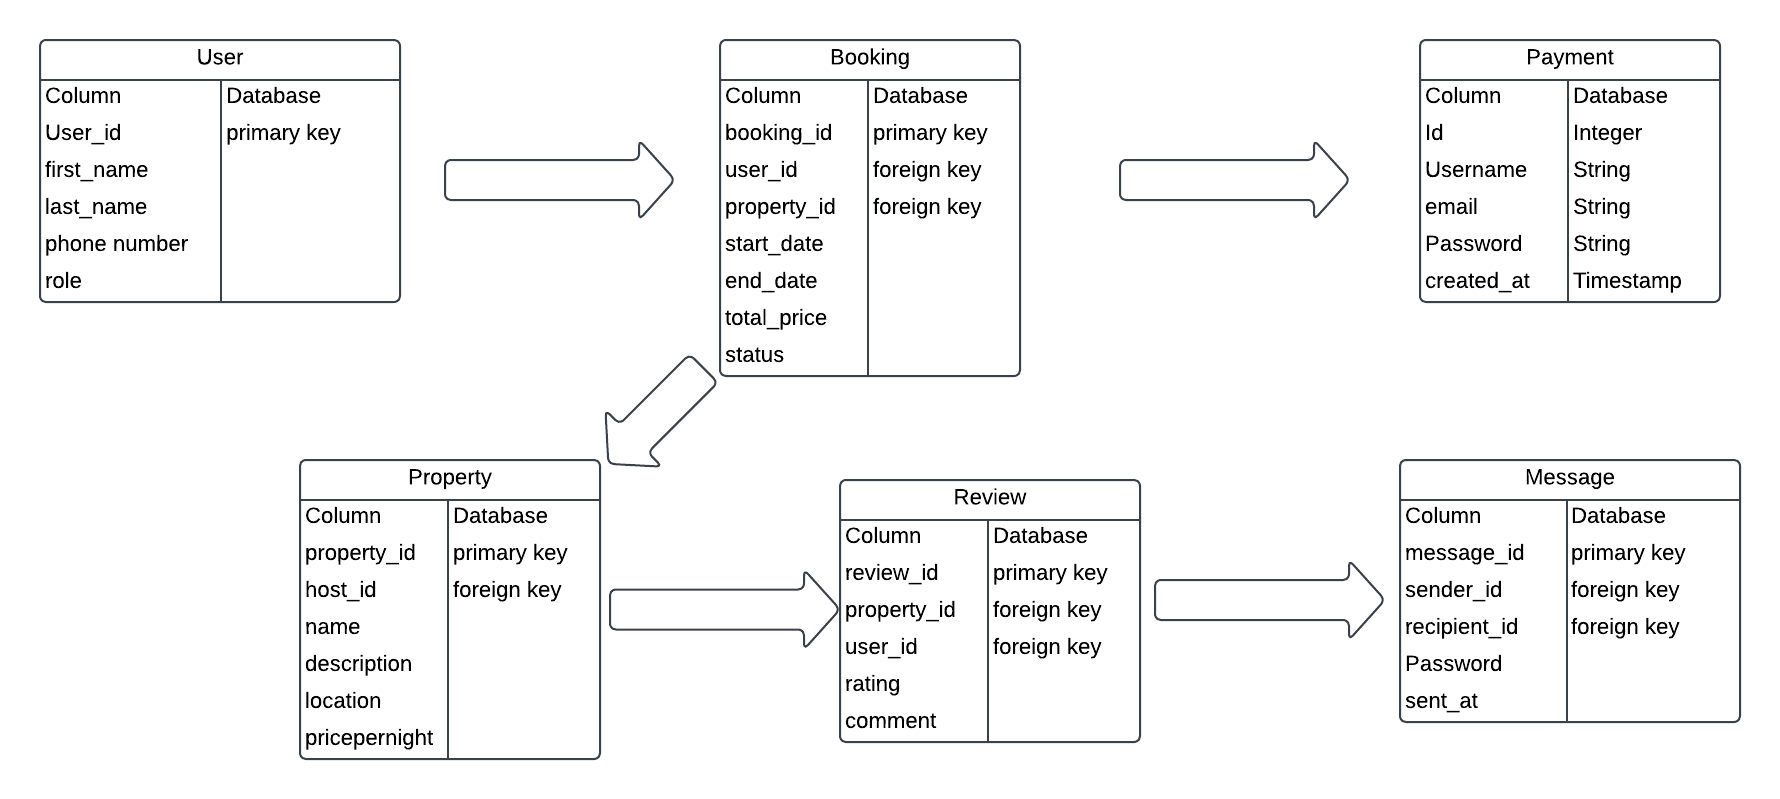 User
Column Database
User_id primary key
first_name
last_name
phone number
role
Booking
Column Database
booking_id primary key
user_id foreign key
property_id foreign key
start_date
end_date
total_price
status
Payment
Column Database
Id Integer
Username String
email String
Password String
created_at Timestamp
Property
Column Database
property_id primary key
host_id foreign key
name
description
location
pricepernight
Review
Column Database
review_id primary key
property_id foreign key
user_id foreign key
rating
comment
Message
Column Database
message_id primary key
sender_id foreign key
recipient_id foreign key
Password
sent_at